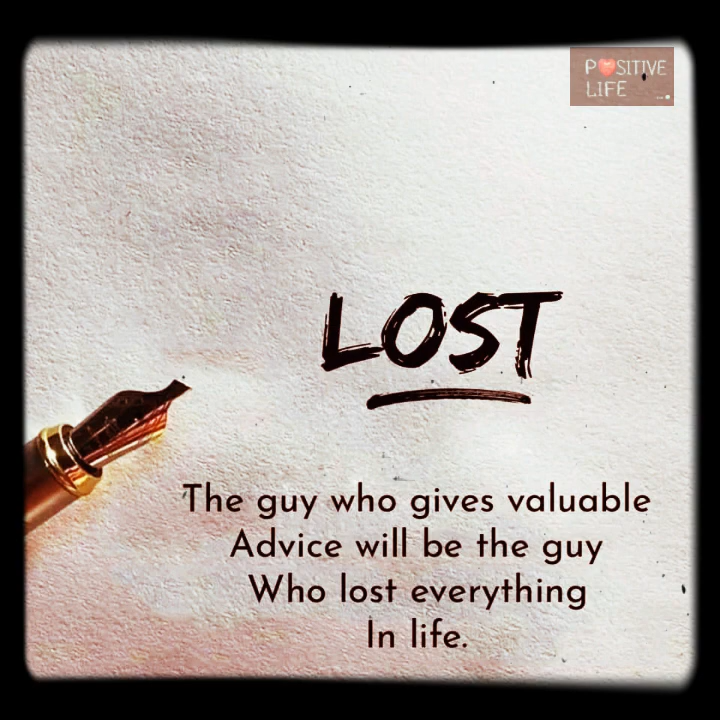 POSITIVE
LIFE
LOST
The guy who gives valuable
Advice will be the guy
Who lost everything
In life.